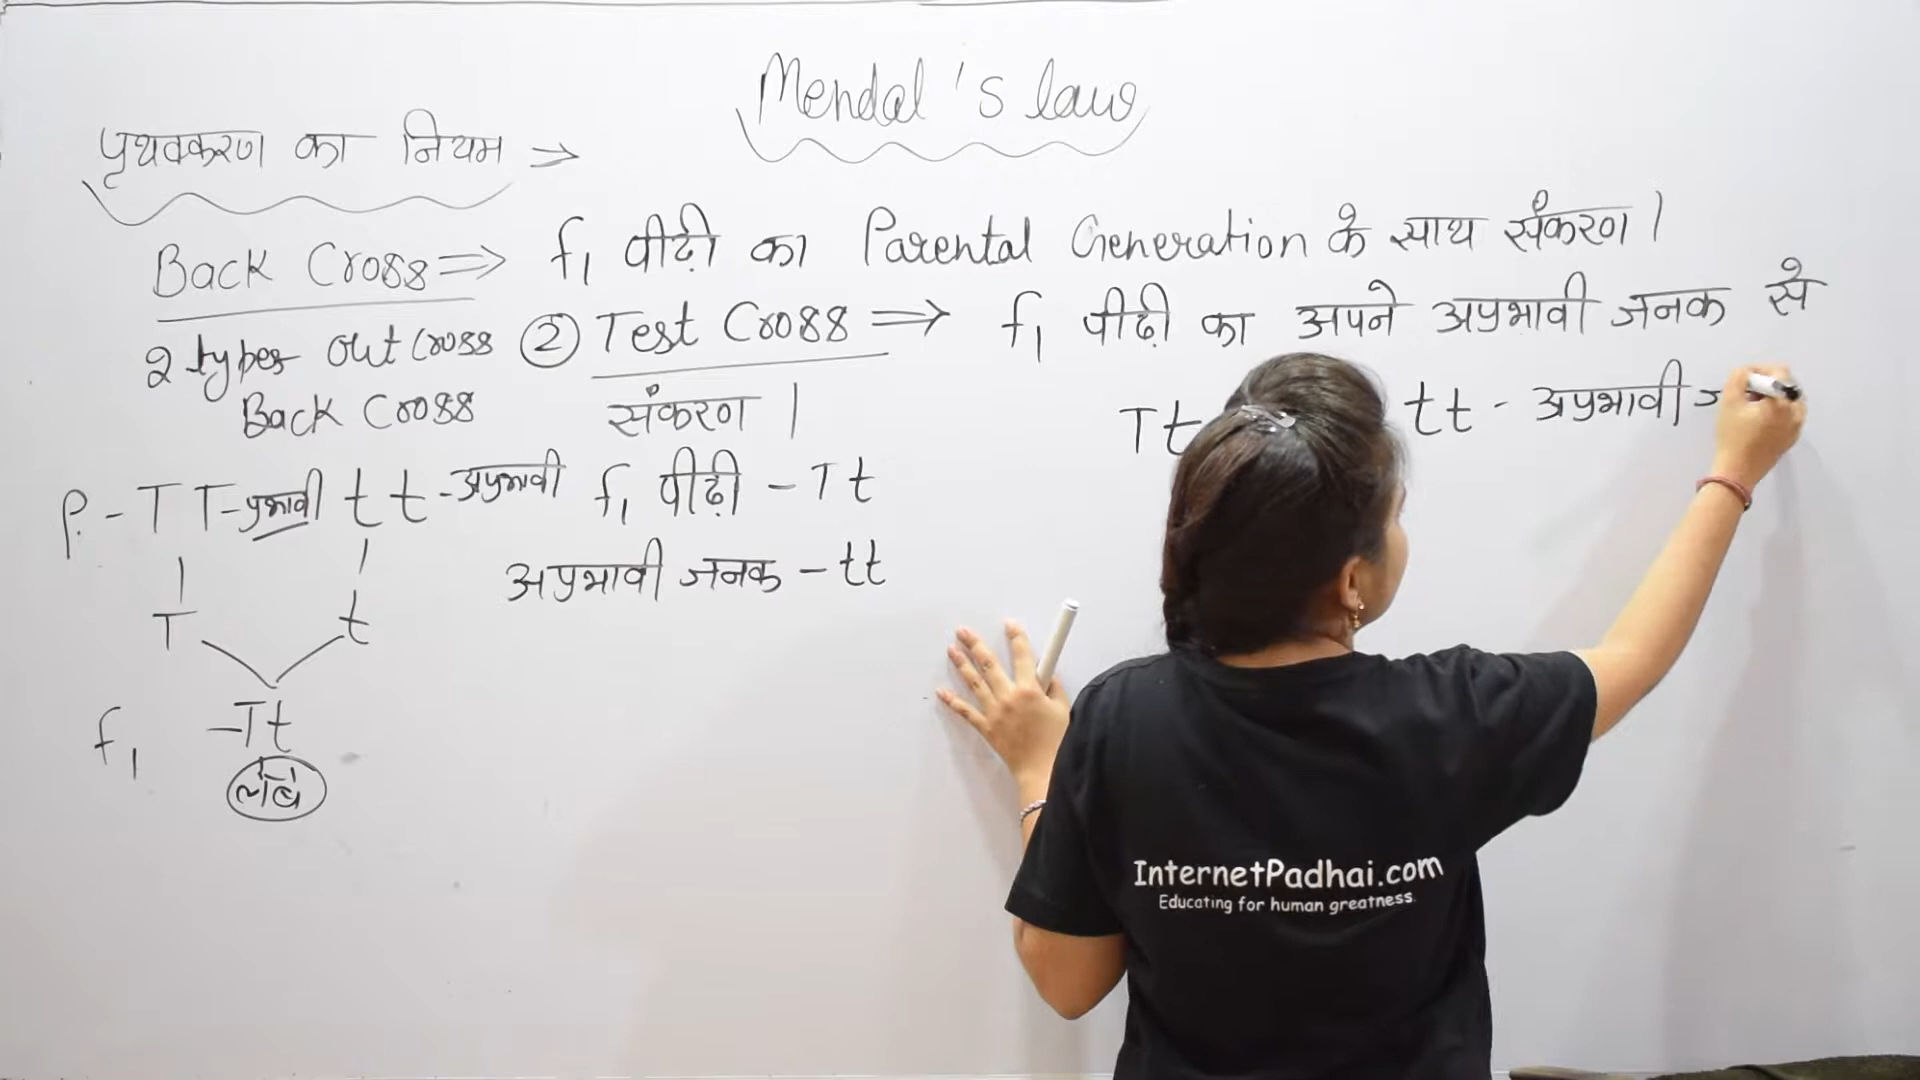 Mendal's law
पृथक्करण का नियम ⇒
Back Cross ⇒ f₁ पीढ़ी का Parental Generation के साथ संकरण ।
2 types out Cross ② Test Cross ⇒ f₁ पीढ़ी का अपने अप्रभावी जनक से
Back Cross संकरण ।
Tt tt - अप्रभावी ज
P. - TT - प्रभावी tt - अप्रभावी f₁ पीढ़ी - Tt
अप्रभावी जनक - tt
T t
f₁ - Tt
लंबे
InternetPadhai.com
Educating for human greatness.